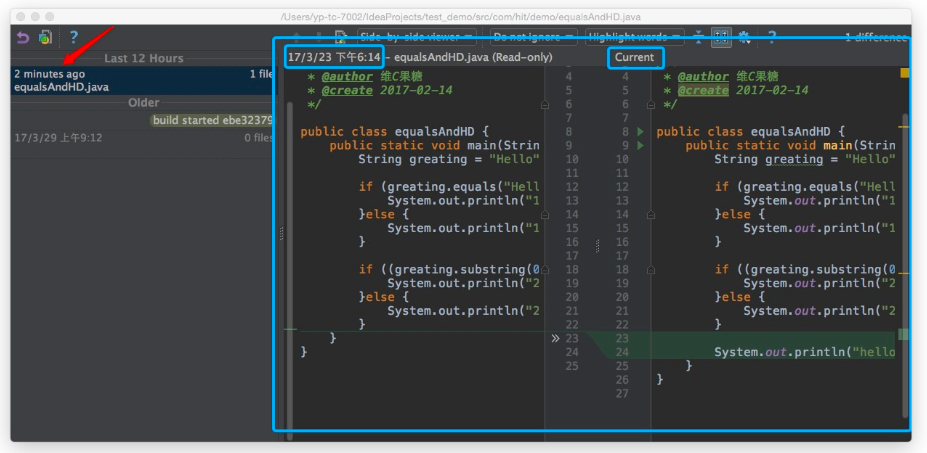 /Users/yp-tc-7002/IdeaProjects/test_demo/src/com/hit/demo/equalsAndHD.java
? Side-by-side viewer Do not ignore Highlight words ? 1 difference
Last 12 Hours
2 minutes ago 1 file
equalsAndHD.java
Older
build started ebe32379
17/3/29 上午9:12 0 files
17/3/23 下午6:14 - equalsAndHD.java (Read-only) Current
* @author 维C果糖 4 4 * @author 维C果糖
* @create 2017-02-14 5 5 * @create 2017-02-14
*/ 6 6 */
7 7
public class equalsAndHD { 8 8 public class equalsAndHD {
public static void main(Strin 9 9 public static void main(Strin
String greating = "Hello" 10 10 String greating = "Hello"
11 11
if (greating.equals("Hell 12 12 if (greating.equals("Hell
System.out.println("1 13 13 System.out.println("1
}else { 14 14 }else {
System.out.println("1 15 15 System.out.println("1
} 16 16 }
17 17
if ((greating.substring(0 18 18 if ((greating.substring(0
System.out.println("2 19 19 System.out.println("2
}else { 20 20 }else {
System.out.println("2 21 21 System.out.println("2
} 22 22 }
} 23 23
} 24 24 System.out.println("hello
25 25 }
26 }
27